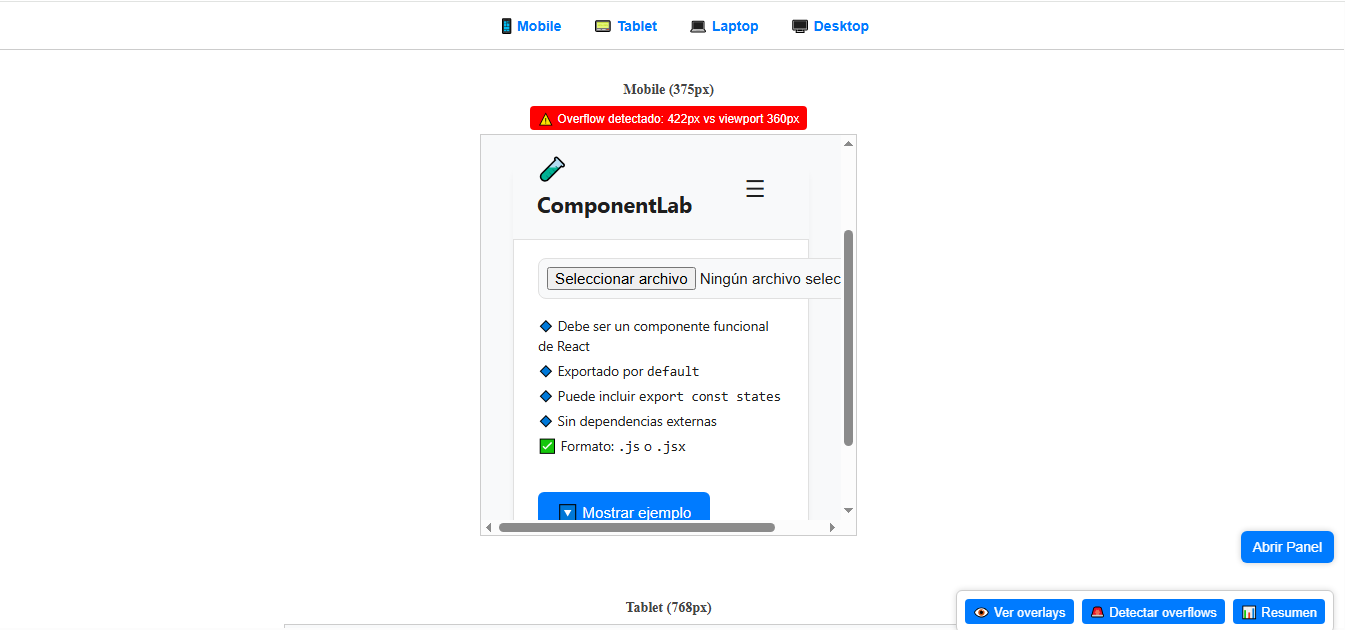 Mobile Tablet Laptop Desktop
Mobile (375px)
Overflow detectado: 422px vs viewport 360px
ComponentLab
Seleccionar archivo Ningún archivo selec
Debe ser un componente funcional
de React
Exportado por default
Puede incluir export const states
Sin dependencias externas
Formato: .js o .jsx
Mostrar ejemplo
Abrir Panel
Tablet (768px)
Ver overlays Detectar overflows Resumen